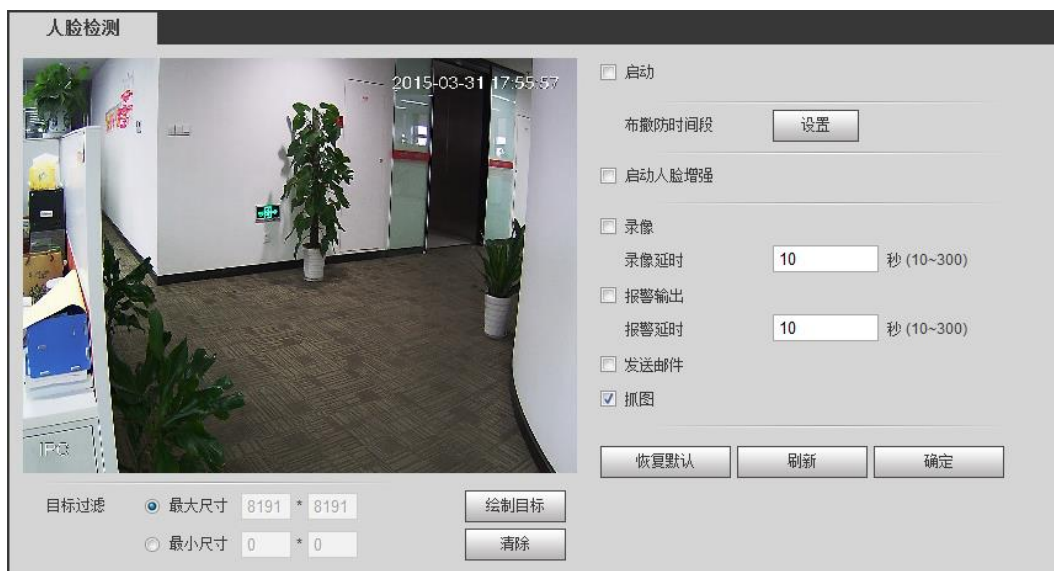 人脸检测
2015-03-31 17:55:57
IPC
目标过滤 最大尺寸 8191 * 8191 绘制目标
最小尺寸 0 * 0 清除
启动
布撤防时间段 设置
启动人脸增强
录像
录像延时 10 秒 (10~300)
报警输出
报警延时 10 秒 (10~300)
发送邮件
抓图
恢复默认 刷新 确定